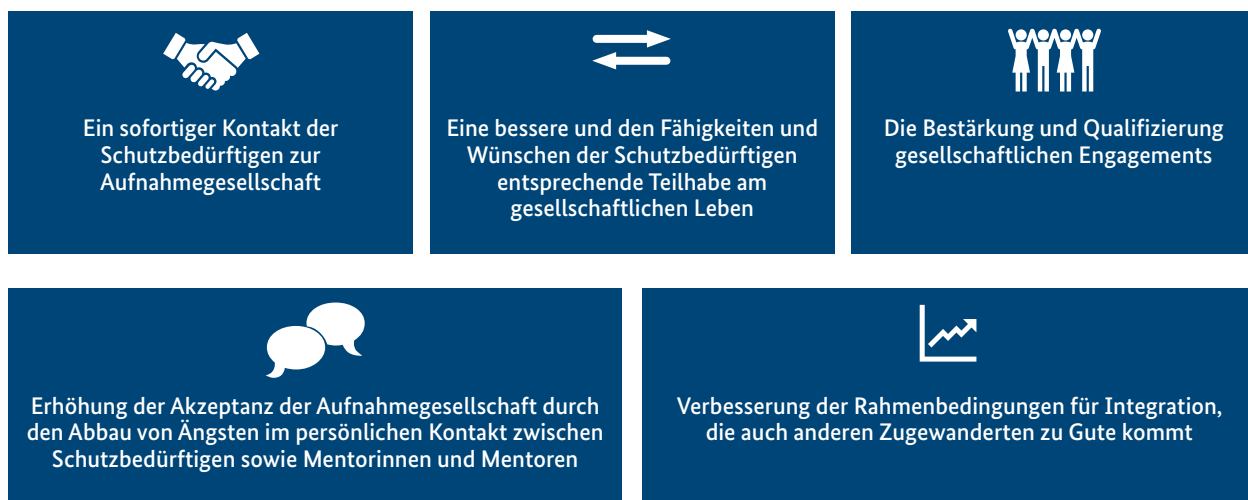 Ein sofortiger Kontakt der
Schutzbedürftigen zur
Aufnahmegesellschaft
Eine bessere und den Fähigkeiten und
Wünschen der Schutzbedürftigen
entsprechende Teilhabe am
gesellschaftlichen Leben
Die Bestärkung und Qualifizierung
gesellschaftlichen Engagements
Erhöhung der Akzeptanz der Aufnahmegesellschaft durch
den Abbau von Ängsten im persönlichen Kontakt zwischen
Schutzbedürftigen sowie Mentorinnen und Mentoren
Verbesserung der Rahmenbedingungen für Integration,
die auch anderen Zugewanderten zu Gute kommt